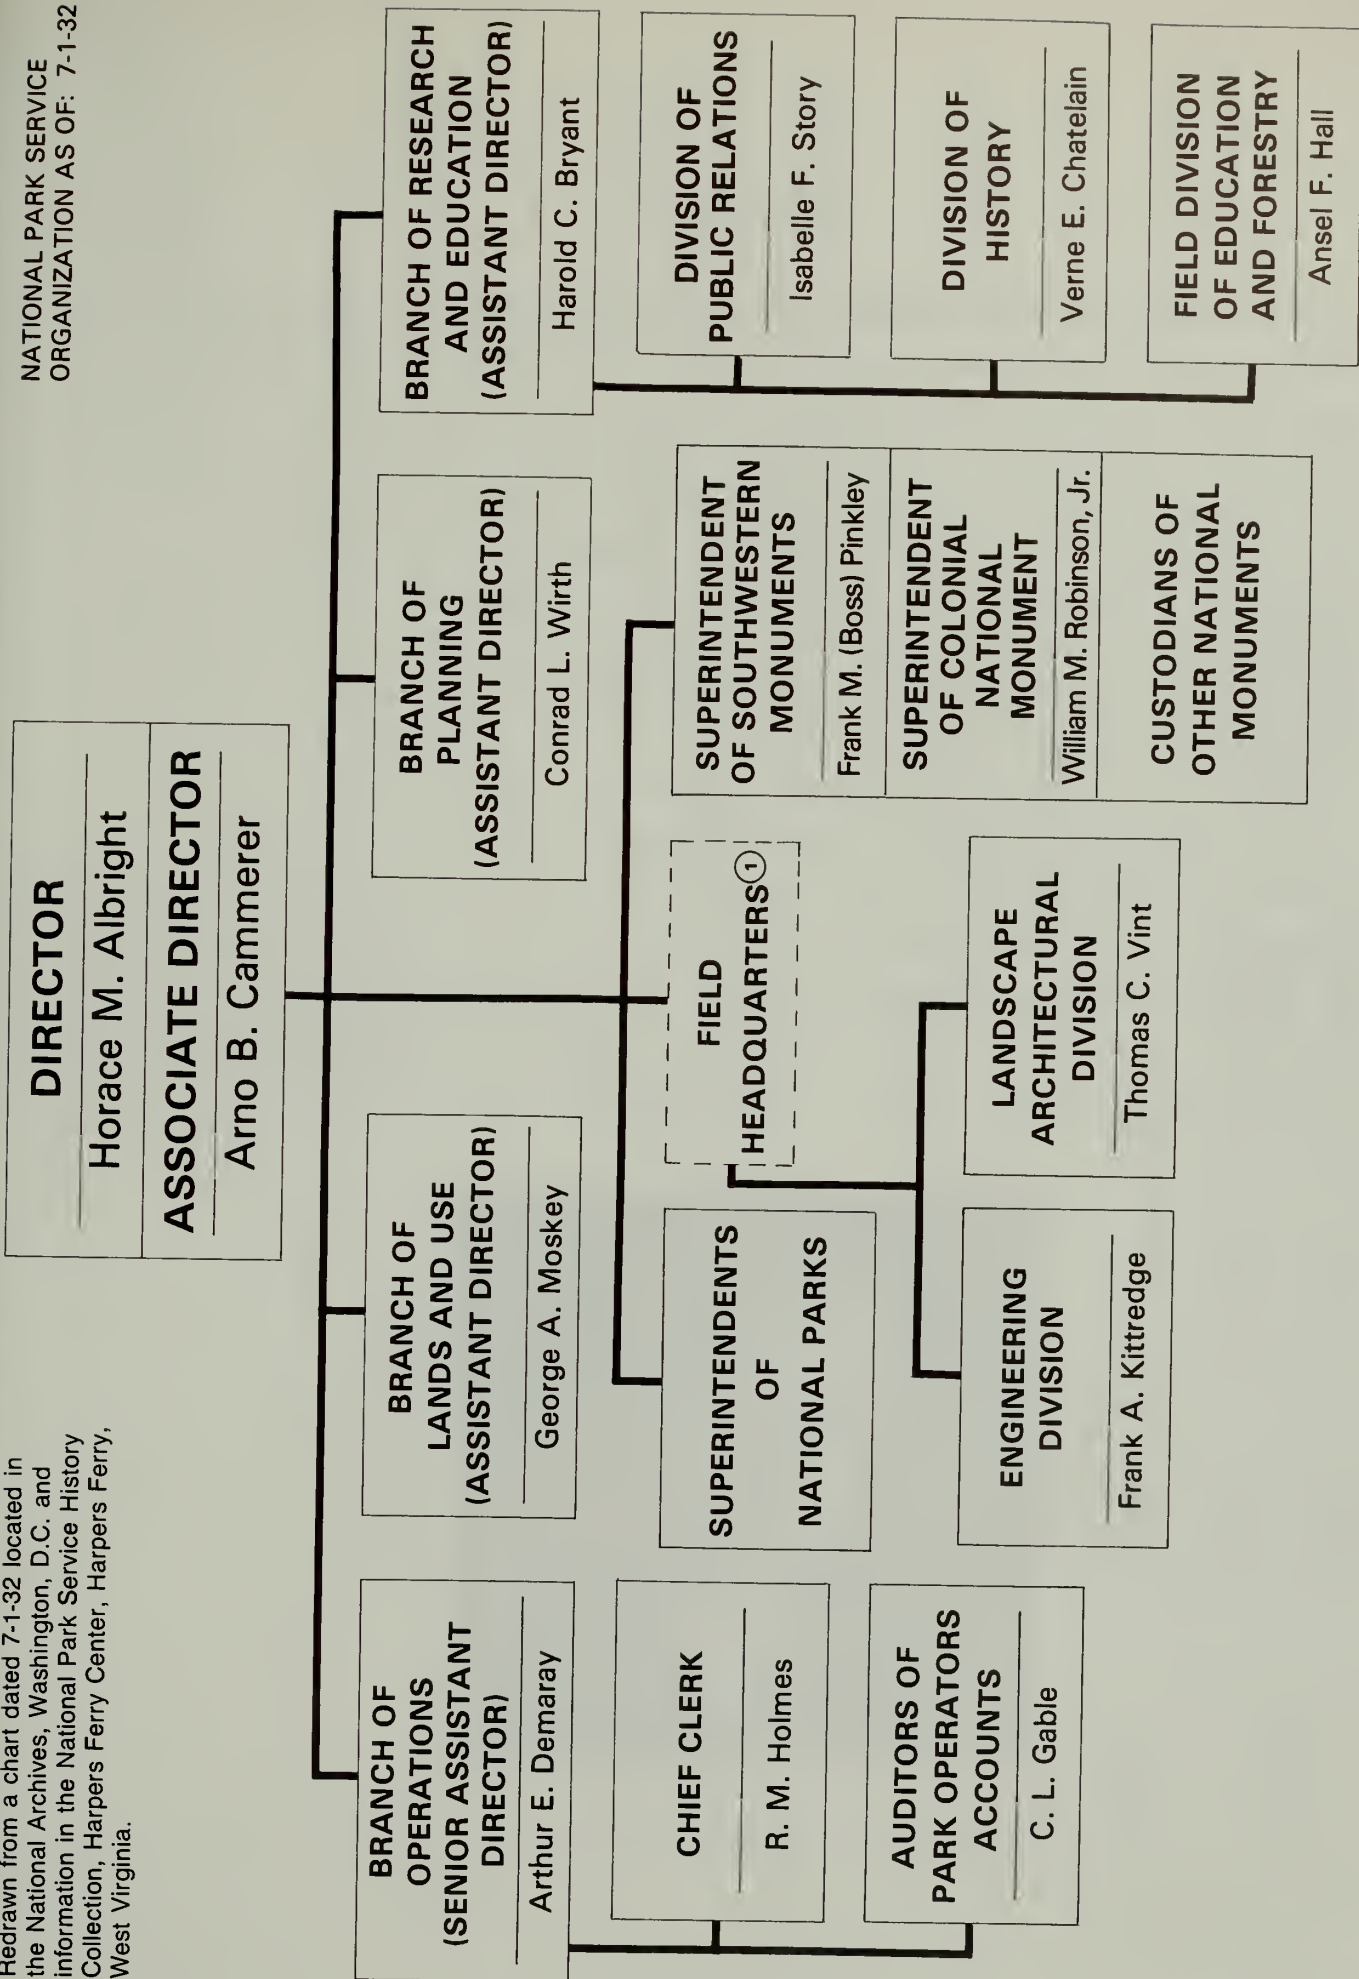 Redrawn from a chart dated 7-1-32 located in
the National Archives, Washington, D.C. and
information in the National Park Service History
Collection, Harpers Ferry Center, Harpers Ferry,
West Virginia.
NATIONAL PARK SERVICE
ORGANIZATION AS OF: 7-1-32
DIRECTOR
Horace M. Albright
ASSOCIATE DIRECTOR
Arno B. Cammerer
BRANCH OF
OPERATIONS
(SENIOR ASSISTANT
DIRECTOR)
Arthur E. Demaray
BRANCH OF
LANDS AND USE
(ASSISTANT DIRECTOR)
George A. Moskey
BRANCH OF
PLANNING
(ASSISTANT DIRECTOR)
Conrad L. Wirth
BRANCH OF RESEARCH
AND EDUCATION
(ASSISTANT DIRECTOR)
Harold C. Bryant
CHIEF CLERK
R. M. Holmes
AUDITORS OF
PARK OPERATORS
ACCOUNTS
C. L. Gable
SUPERINTENDENTS
OF
NATIONAL PARKS
FIELD
HEADQUARTERS①
ENGINEERING
DIVISION
Frank A. Kittredge
LANDSCAPE
ARCHITECTURAL
DIVISION
Thomas C. Vint
SUPERINTENDENT
OF SOUTHWESTERN
MONUMENTS
Frank M. (Boss) Pinkley
SUPERINTENDENT
OF COLONIAL
NATIONAL
MONUMENT
William M. Robinson, Jr.
CUSTODIANS OF
OTHER NATIONAL
MONUMENTS
DIVISION OF
PUBLIC RELATIONS
Isabelle F. Story
DIVISION OF
HISTORY
Verne E. Chatelain
FIELD DIVISION
OF EDUCATION
AND FORESTRY
Ansel F. Hall